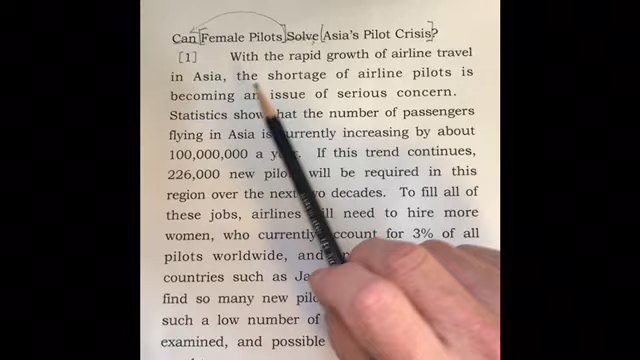 Can Female Pilots Solve Asia's Pilot Crisis?
[1] With the rapid growth of airline travel
in Asia, the shortage of airline pilots is
becoming an issue of serious concern.
Statistics show that the number of passengers
flying in Asia is currently increasing by about
100,000,000 a year. If this trend continues,
226,000 new pilots will be required in this
region over the next two decades. To fill all of
these jobs, airlines will need to hire more
women, who currently account for 3% of all
pilots worldwide, and
countries such as
find so many new
such a low number of
examined, and possible